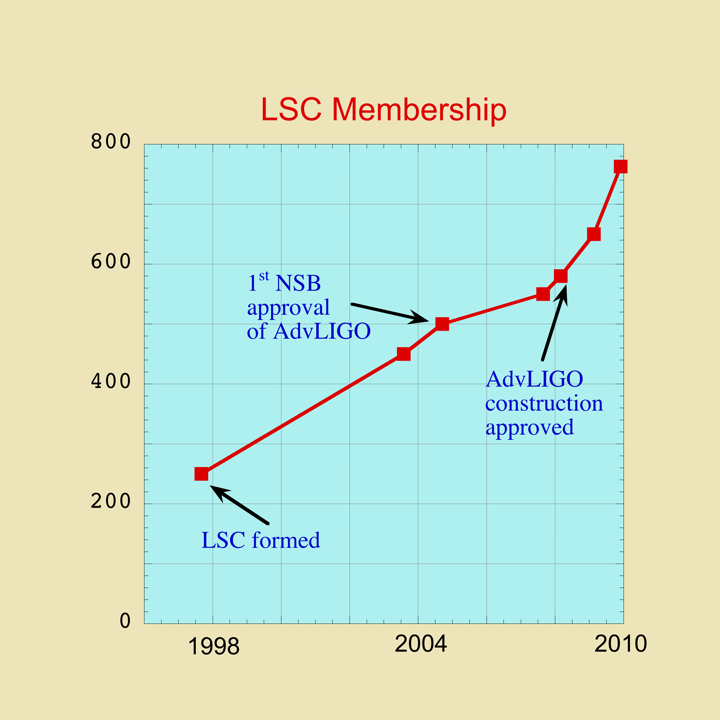 LSC Membership
800
600
400
200
0
1st NSB
approval
of AdvLIGO
AdvLIGO
construction
approved
LSC formed
1998
2004
2010